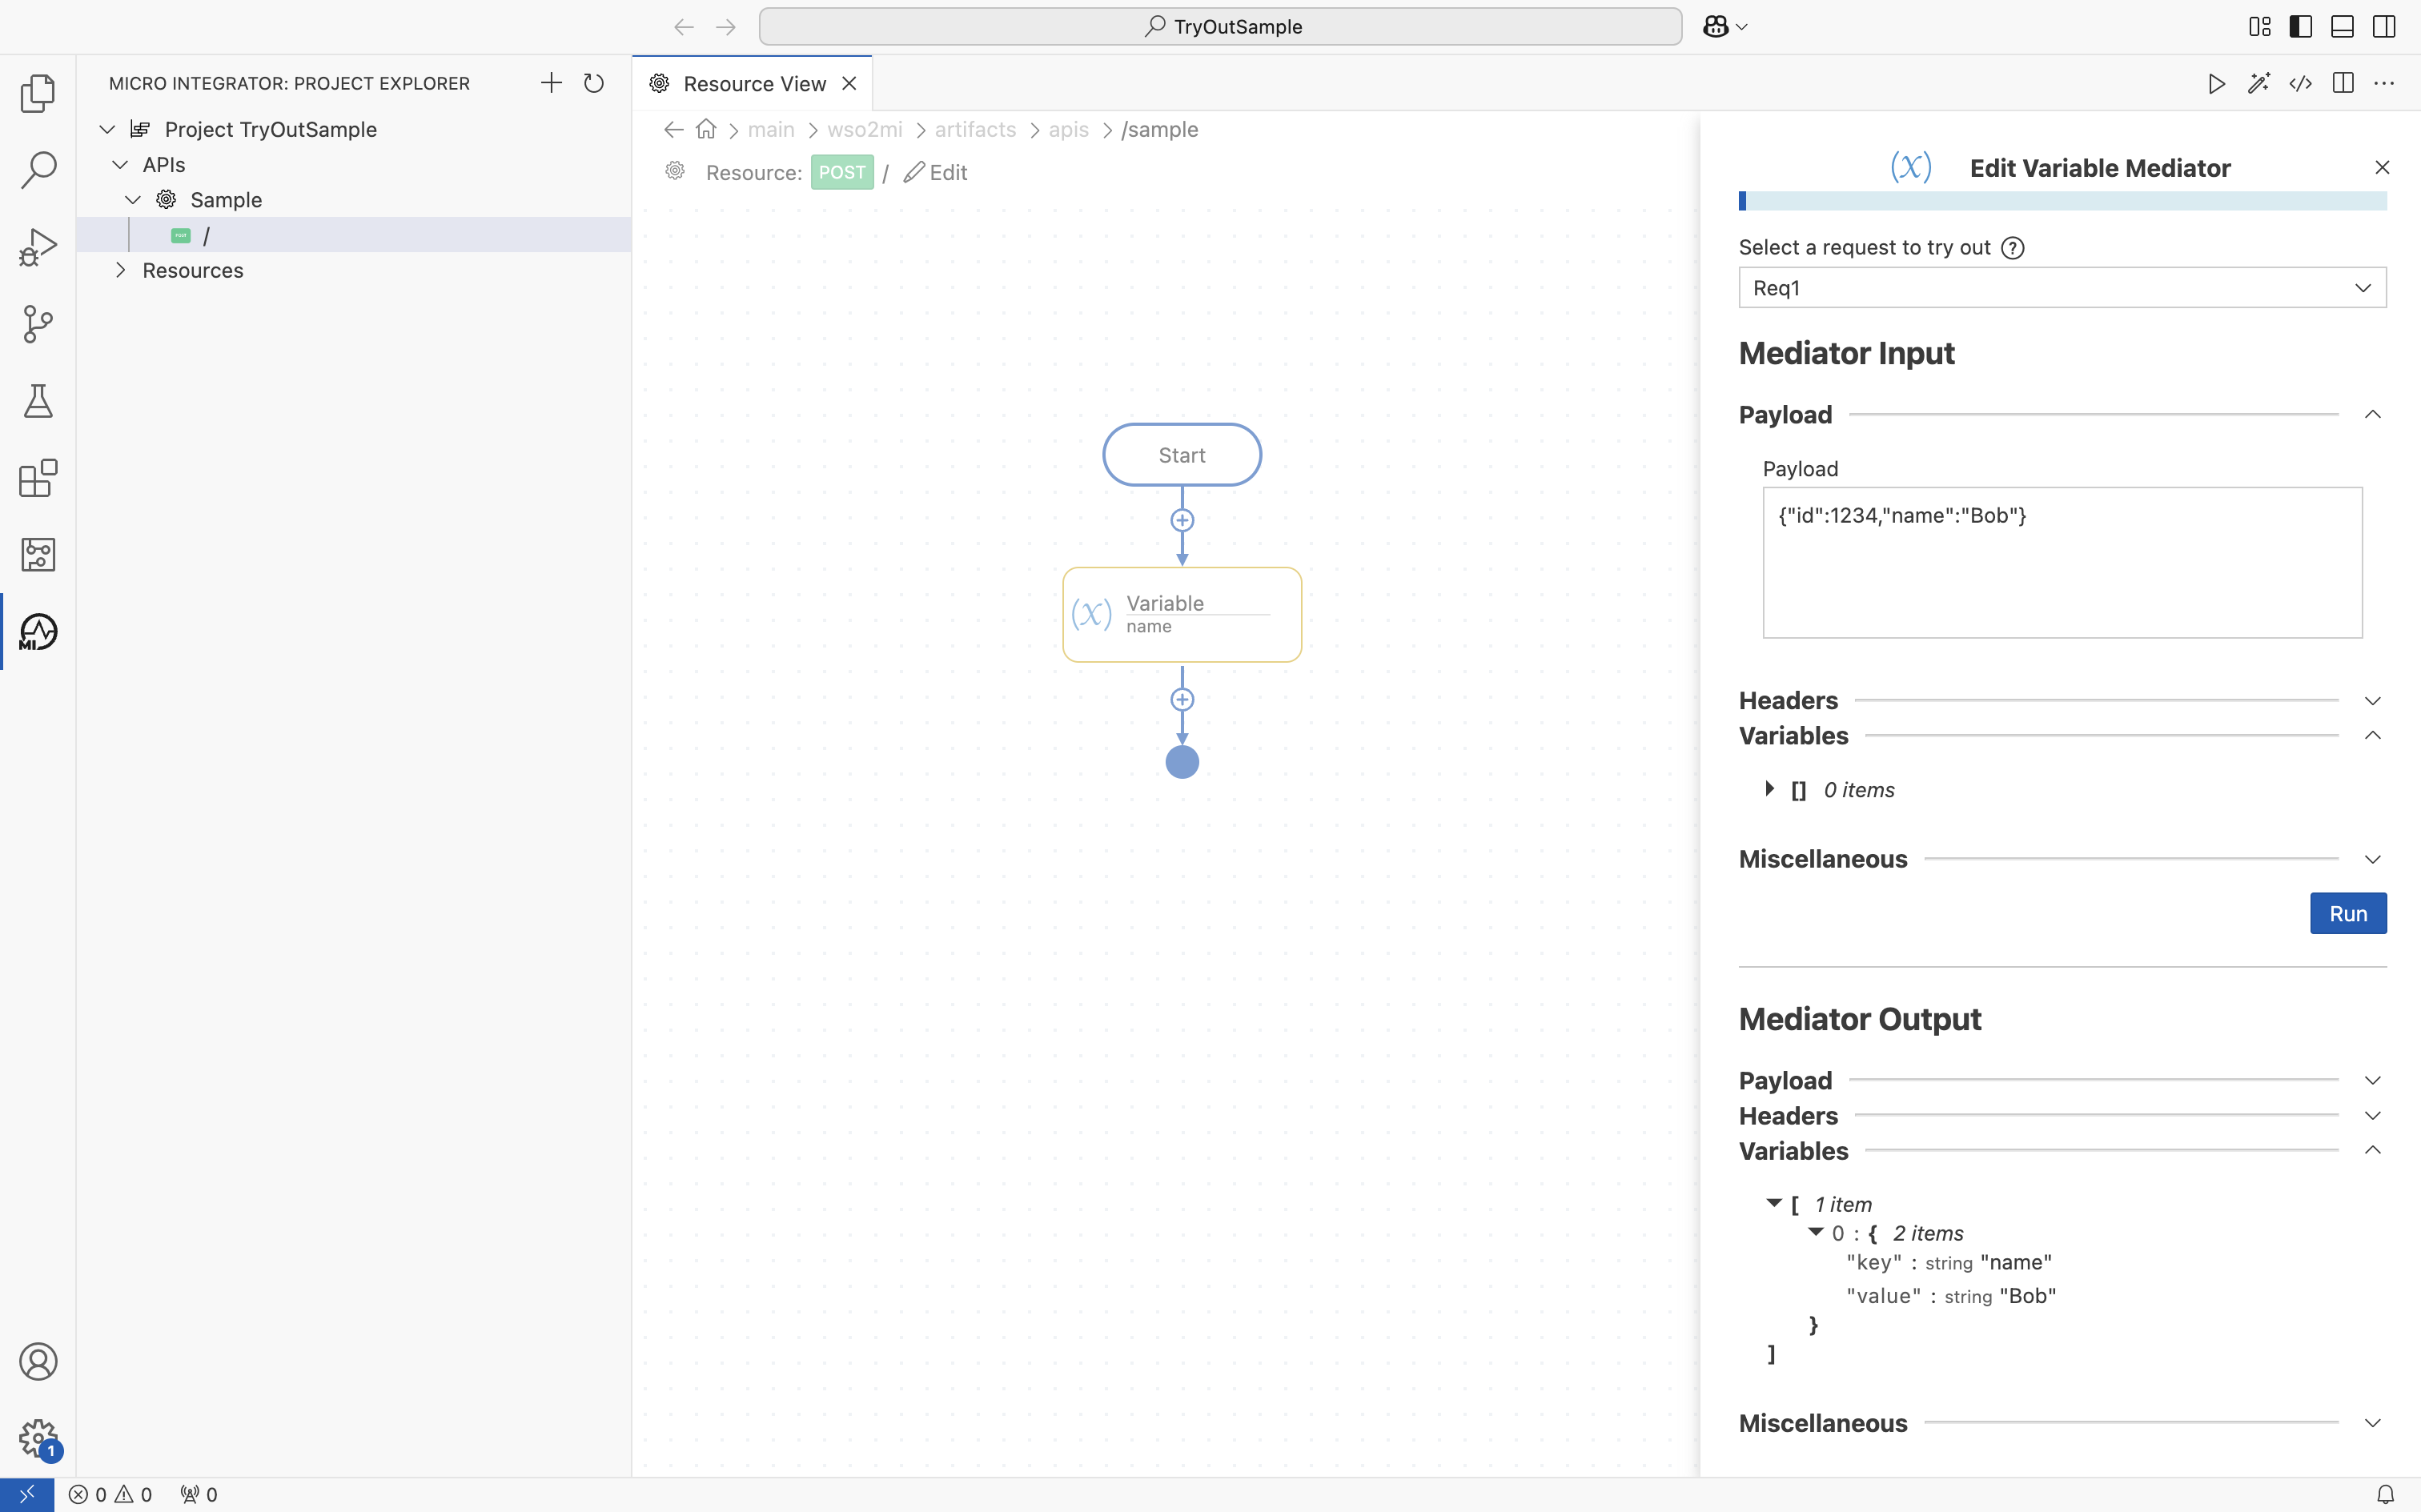 TryOutSample
MICRO INTEGRATOR: PROJECT EXPLORER
Project TryOutSample
APIs
Sample
POST /
Resources
Resource View
main > wso2mi > artifacts > apis > /sample
Resource: POST / Edit
Start
Variable
name
Edit Variable Mediator
Select a request to try out
Req1
Mediator Input
Payload
Payload
{"id":1234,"name":"Bob"}
Headers
Variables
[] 0 items
Miscellaneous
Run
Mediator Output
Payload
Headers
Variables
[ 1 item
0 : { 2 items
"key" : string "name"
"value" : string "Bob"
}
]
Miscellaneous
MI
1
0 0 0